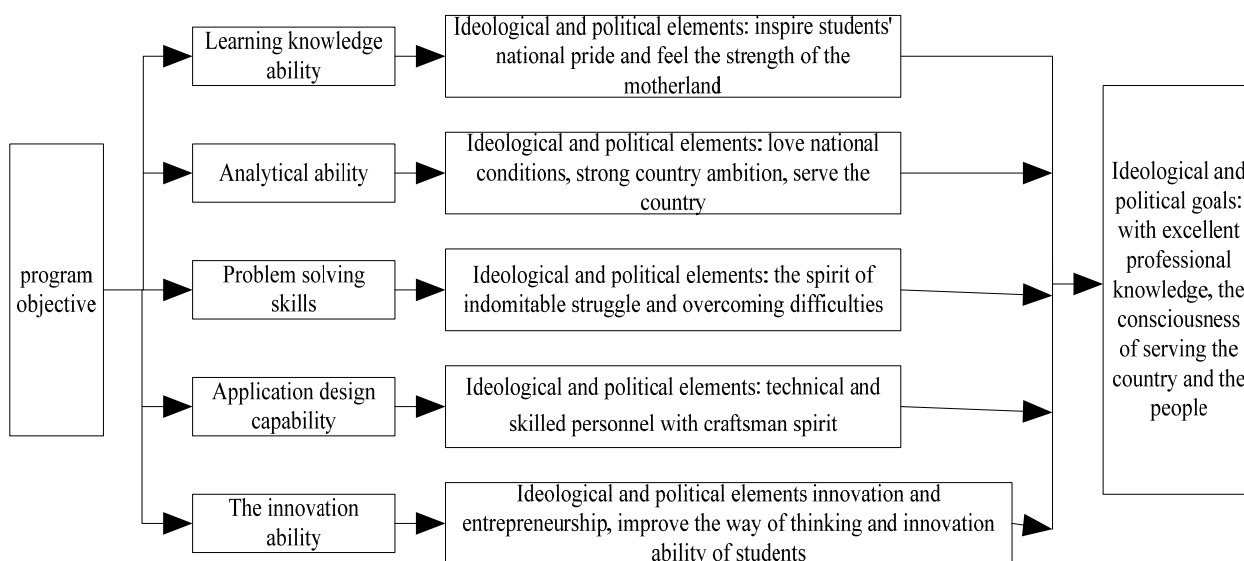 program
objective
Learning knowledge
ability
Ideological and political elements: inspire students'
national pride and feel the strength of the
motherland
Analytical ability
Ideological and political elements: love national
conditions, strong country ambition, serve the
country
Problem solving
skills
Ideological and political elements: the spirit of
indomitable struggle and overcoming difficulties
Application design
capability
Ideological and political elements: technical and
skilled personnel with craftsman spirit
The innovation
ability
Ideological and political elements innovation and
entrepreneurship, improve the way of thinking and innovation
ability of students
Ideological and
political goals:
with excellent
professional
knowledge, the
consciousness
of serving the
country and the
people